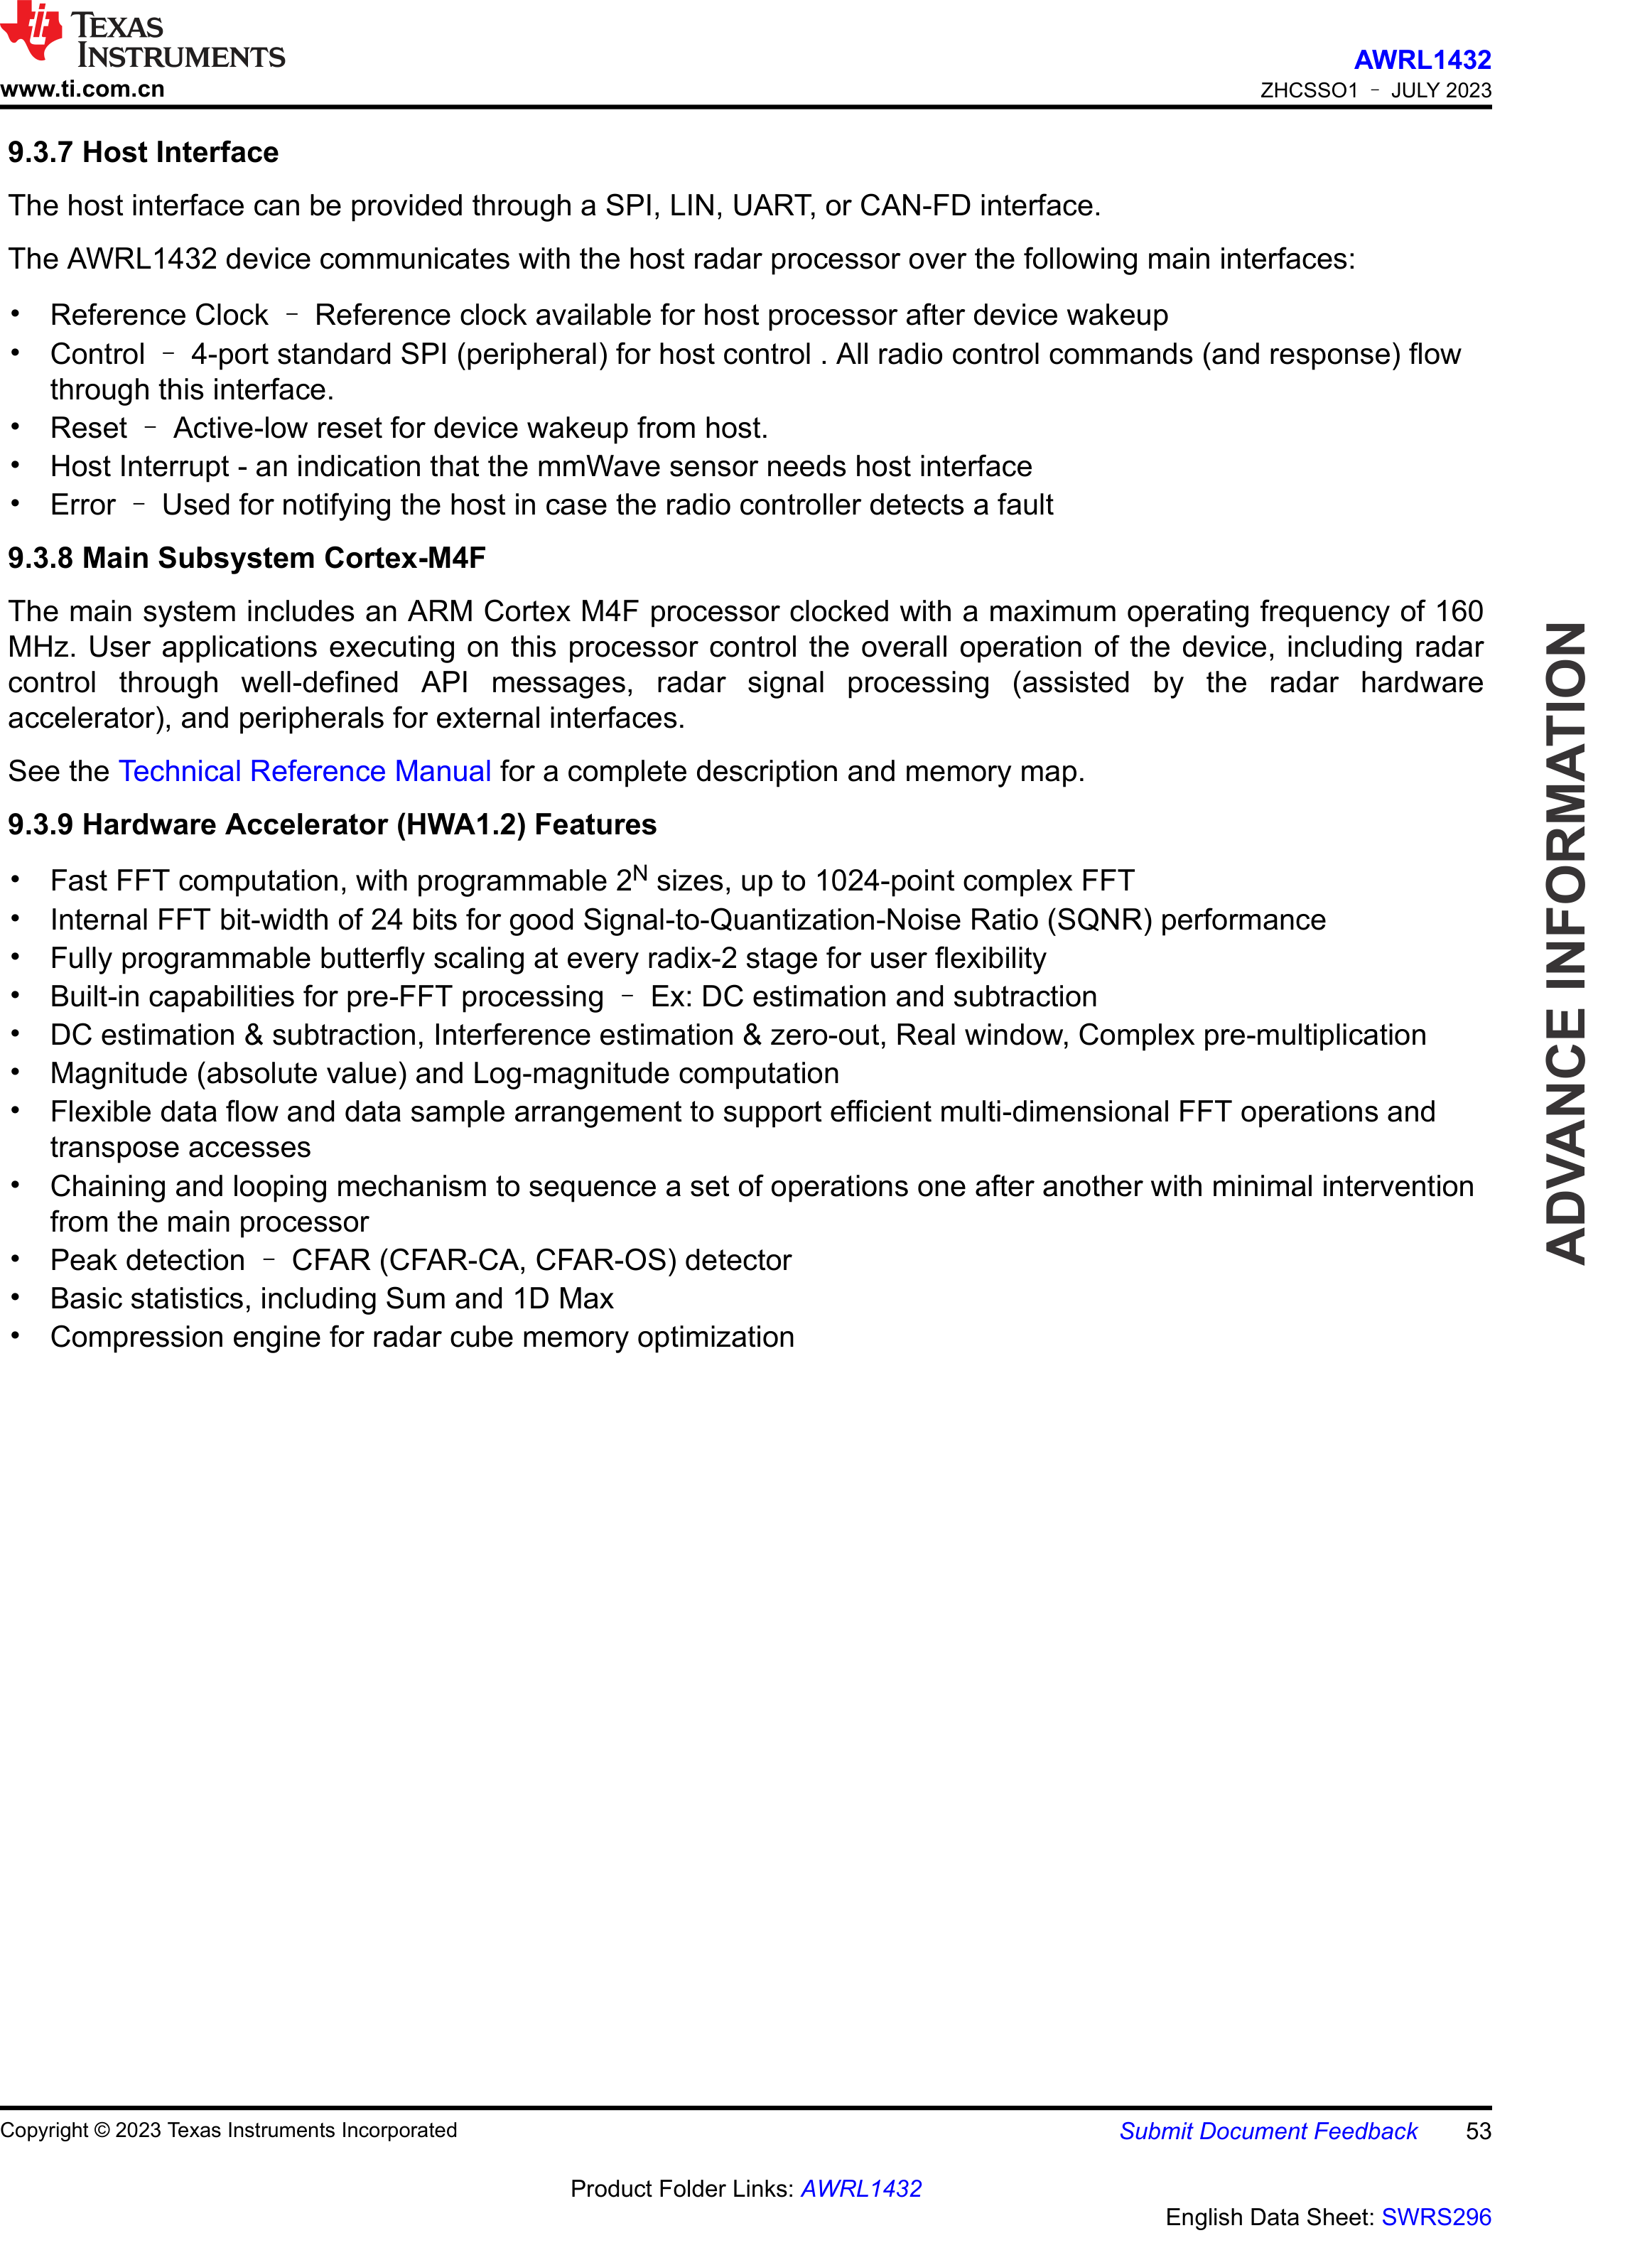 TEXAS
INSTRUMENTS
www.ti.com.cn
AWRL1432
ZHCSSO1 – JULY 2023
9.3.7 Host Interface
The host interface can be provided through a SPI, LIN, UART, or CAN-FD interface.
The AWRL1432 device communicates with the host radar processor over the following main interfaces:
• Reference Clock – Reference clock available for host processor after device wakeup
• Control – 4-port standard SPI (peripheral) for host control . All radio control commands (and response) flow
through this interface.
• Reset – Active-low reset for device wakeup from host.
• Host Interrupt - an indication that the mmWave sensor needs host interface
• Error – Used for notifying the host in case the radio controller detects a fault
9.3.8 Main Subsystem Cortex-M4F
The main system includes an ARM Cortex M4F processor clocked with a maximum operating frequency of 160
MHz. User applications executing on this processor control the overall operation of the device, including radar
control through well-defined API messages, radar signal processing (assisted by the radar hardware
accelerator), and peripherals for external interfaces.
See the Technical Reference Manual for a complete description and memory map.
9.3.9 Hardware Accelerator (HWA1.2) Features
• Fast FFT computation, with programmable 2^N sizes, up to 1024-point complex FFT
• Internal FFT bit-width of 24 bits for good Signal-to-Quantization-Noise Ratio (SQNR) performance
• Fully programmable butterfly scaling at every radix-2 stage for user flexibility
• Built-in capabilities for pre-FFT processing – Ex: DC estimation and subtraction
• DC estimation & subtraction, Interference estimation & zero-out, Real window, Complex pre-multiplication
• Magnitude (absolute value) and Log-magnitude computation
• Flexible data flow and data sample arrangement to support efficient multi-dimensional FFT operations and
transpose accesses
• Chaining and looping mechanism to sequence a set of operations one after another with minimal intervention
from the main processor
• Peak detection – CFAR (CFAR-CA, CFAR-OS) detector
• Basic statistics, including Sum and 1D Max
• Compression engine for radar cube memory optimization
ADVANCE INFORMATION
Copyright © 2023 Texas Instruments Incorporated
Submit Document Feedback 53
Product Folder Links: AWRL1432
English Data Sheet: SWRS296